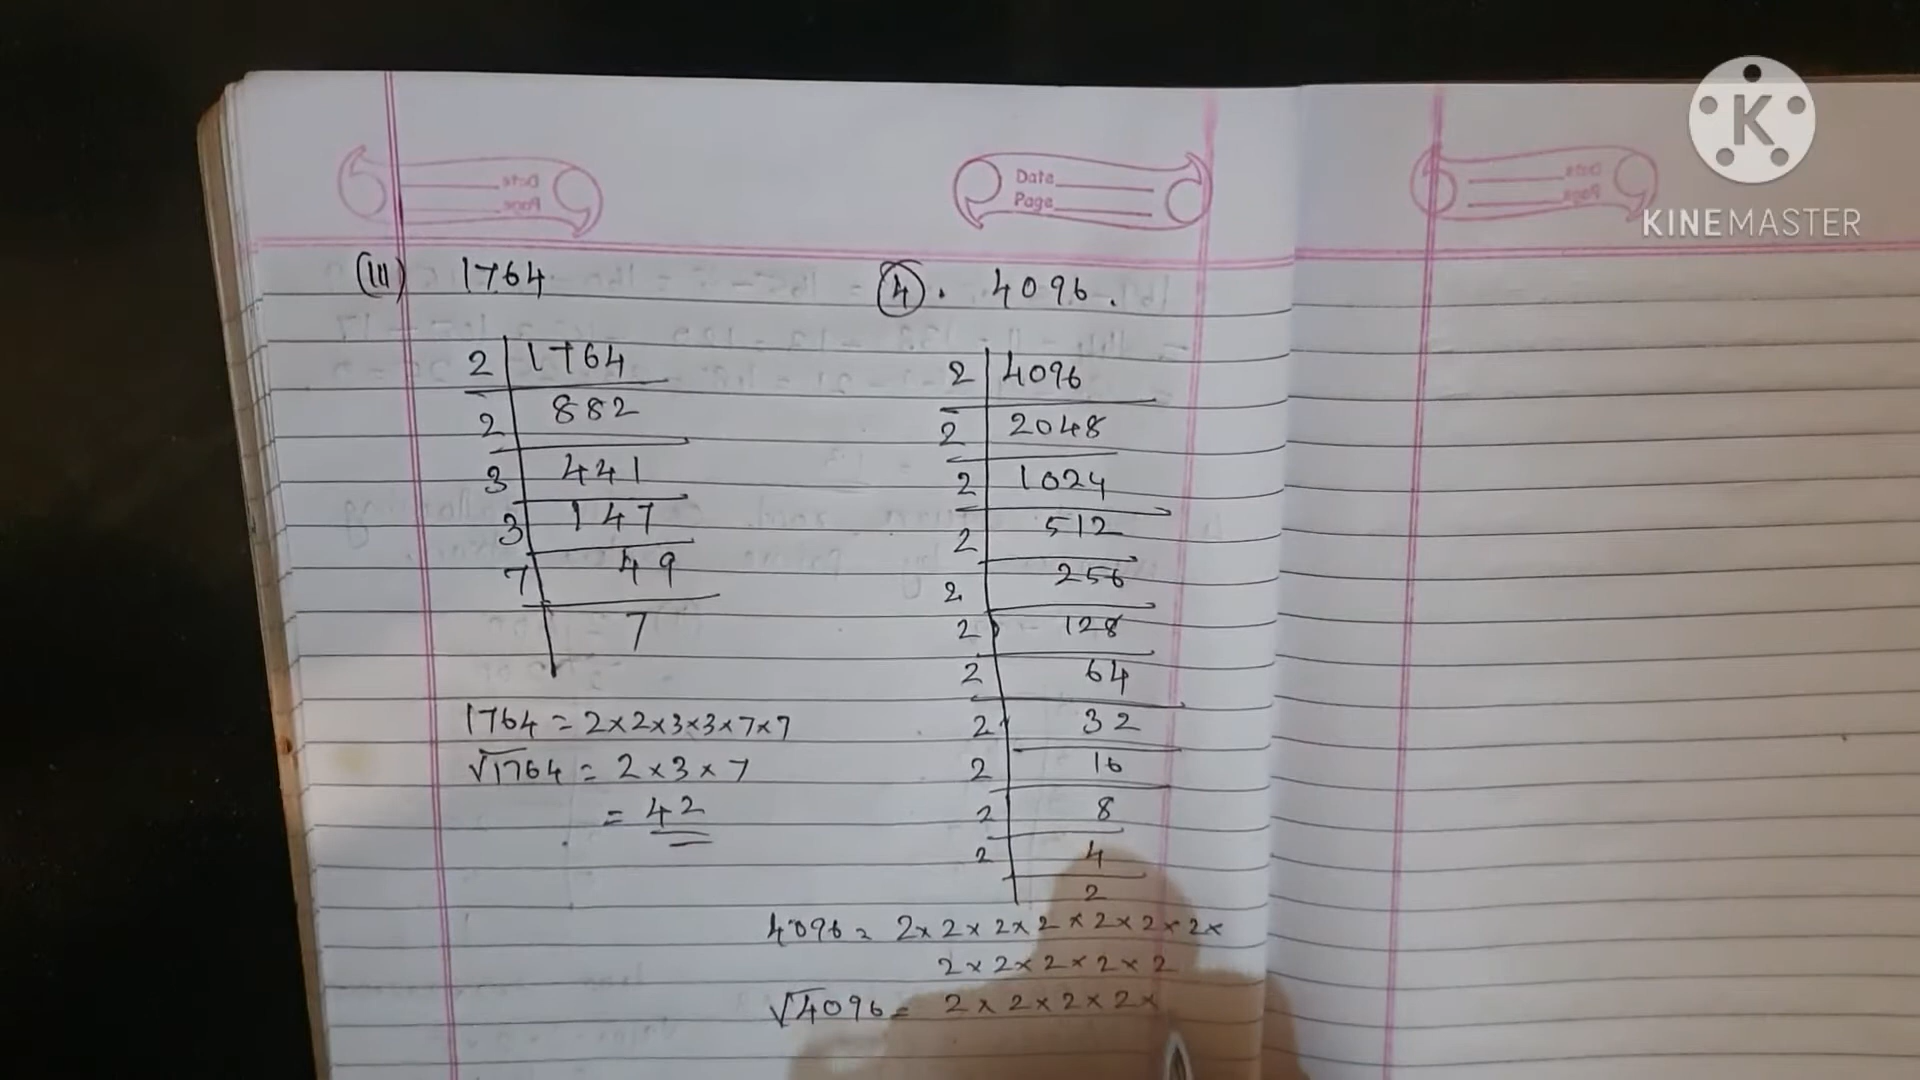 K
KINEMASTER
Date
Page
(III) 1764
2 | 1764
2 | 882
3 | 441
3 | 147
7 | 49
7
1764 = 2×2×3×3×7×7
√1764 = 2×3×7
= 42
4. 4096.
2 | 4096
2 | 2048
2 | 1024
2 | 512
2 | 256
2 | 128
2 | 64
2 | 32
2 | 16
2 | 8
2 | 4
2
4096 = 2×2×2×2×2×2×2×
2×2×2×2×2
√4096 = 2×2×2×2×